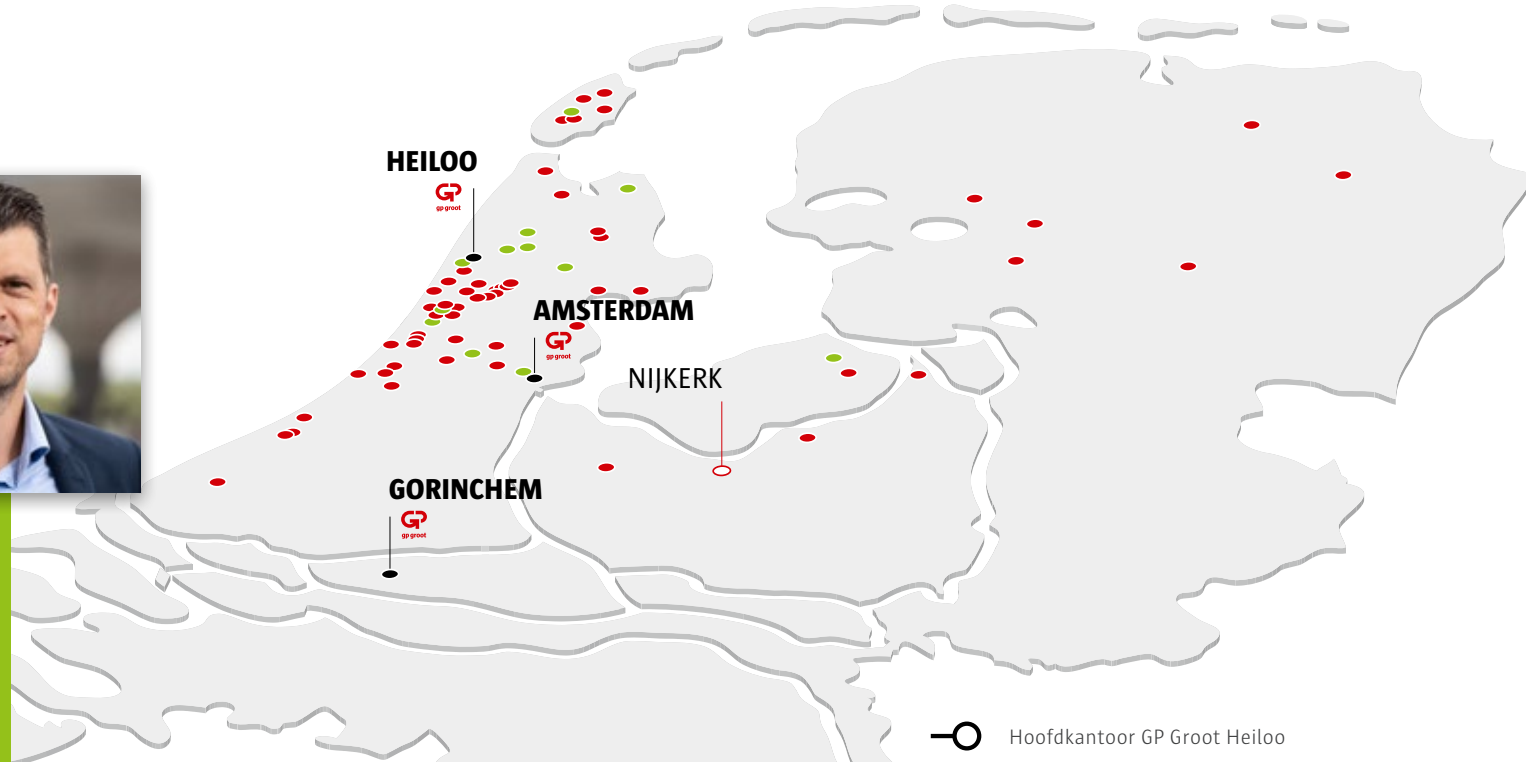 HEILOO
GP
gp groot
AMSTERDAM
GP
gp groot
NIJKERK
GORINCHEM
GP
gp groot
Hoofdkantoor GP Groot Heiloo